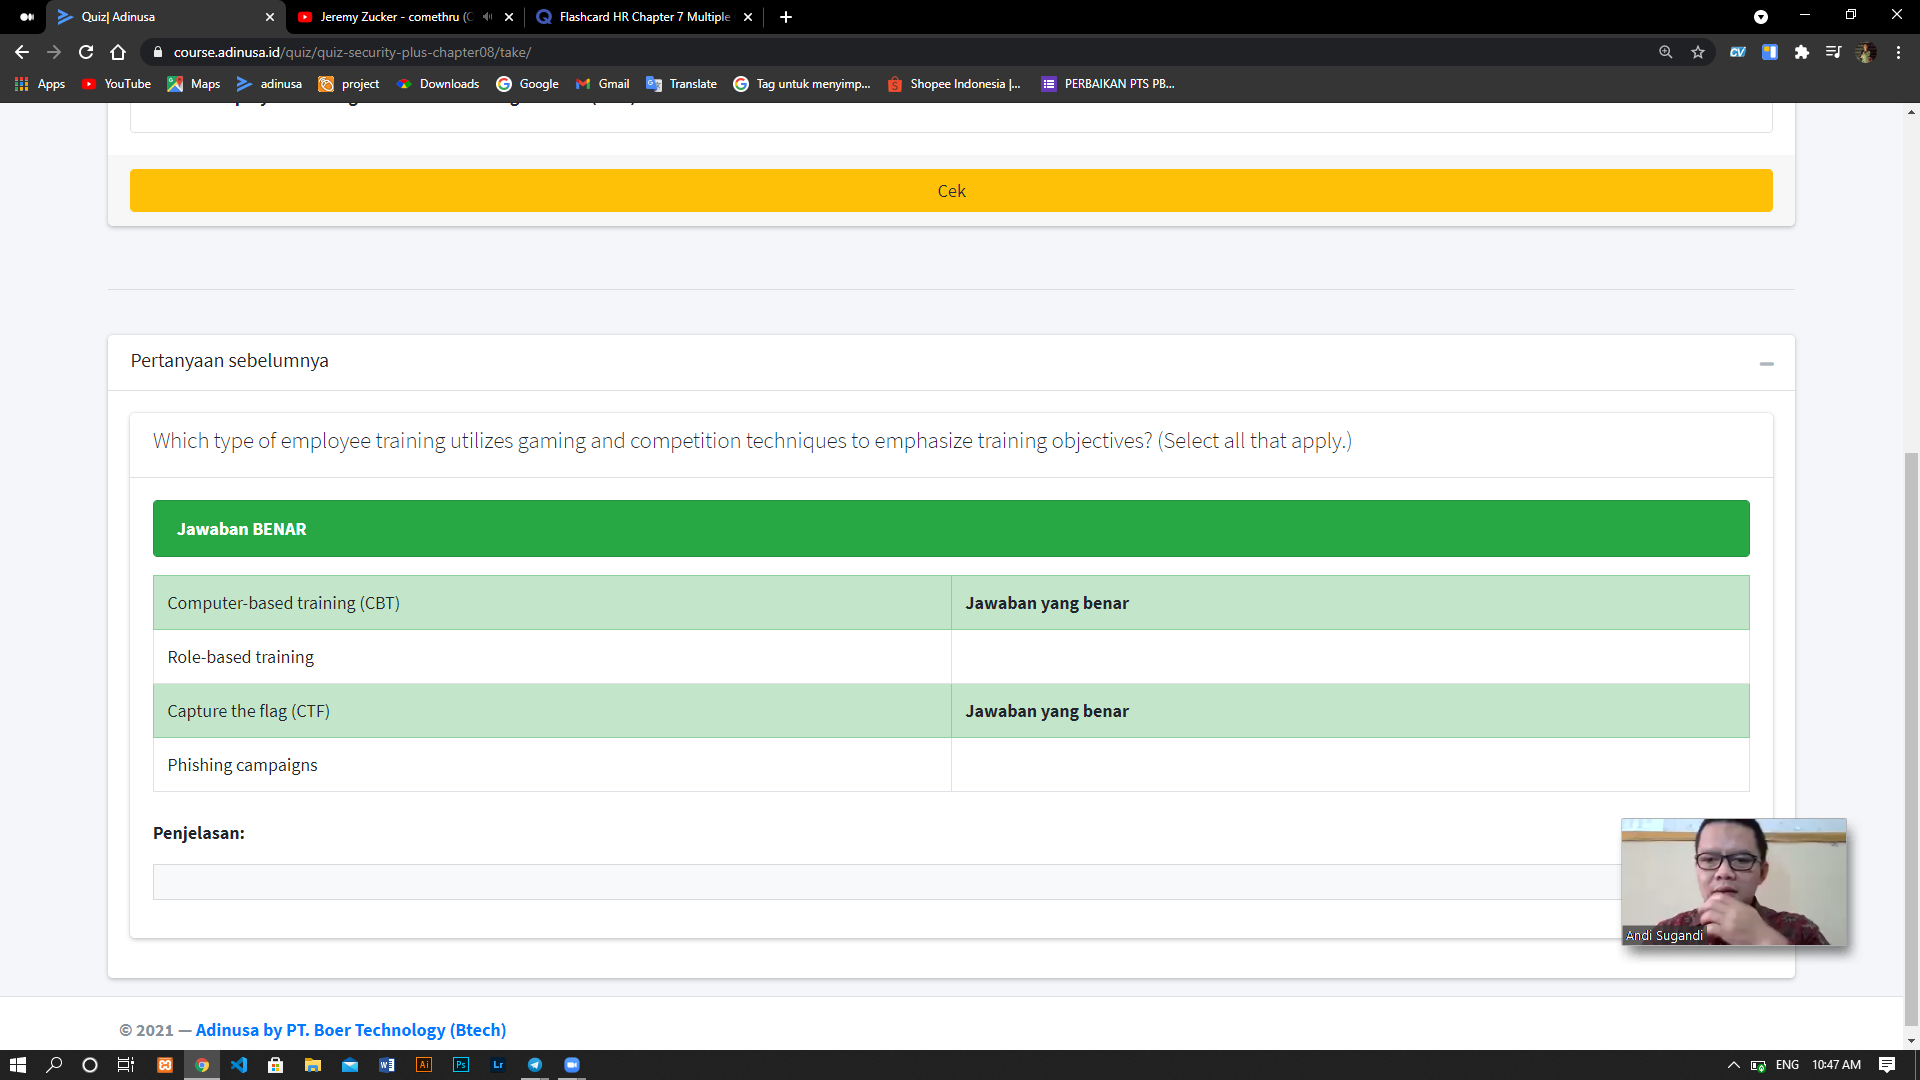 Quiz| Adinusa
Jeremy Zucker - comethru (
Flashcard HR Chapter 7 Multiple
course.adinusa.id/quiz/quiz-security-plus-chapter08/take/
CV
Apps
YouTube
Maps
adinusa
project
Downloads
Google
Gmail
Translate
Tag untuk menyimp...
Shopee Indonesia |...
PERBAIKAN PTS PB...
Cek
Pertanyaan sebelumnya
Which type of employee training utilizes gaming and competition techniques to emphasize training objectives? (Select all that apply.)
Jawaban BENAR
Computer-based training (CBT) Jawaban yang benar
Role-based training
Capture the flag (CTF) Jawaban yang benar
Phishing campaigns
Penjelasan:
Andi Sugandi
© 2021 — Adinusa by PT. Boer Technology (Btech)
Ai
Ps
Lr
ENG
10:47 AM